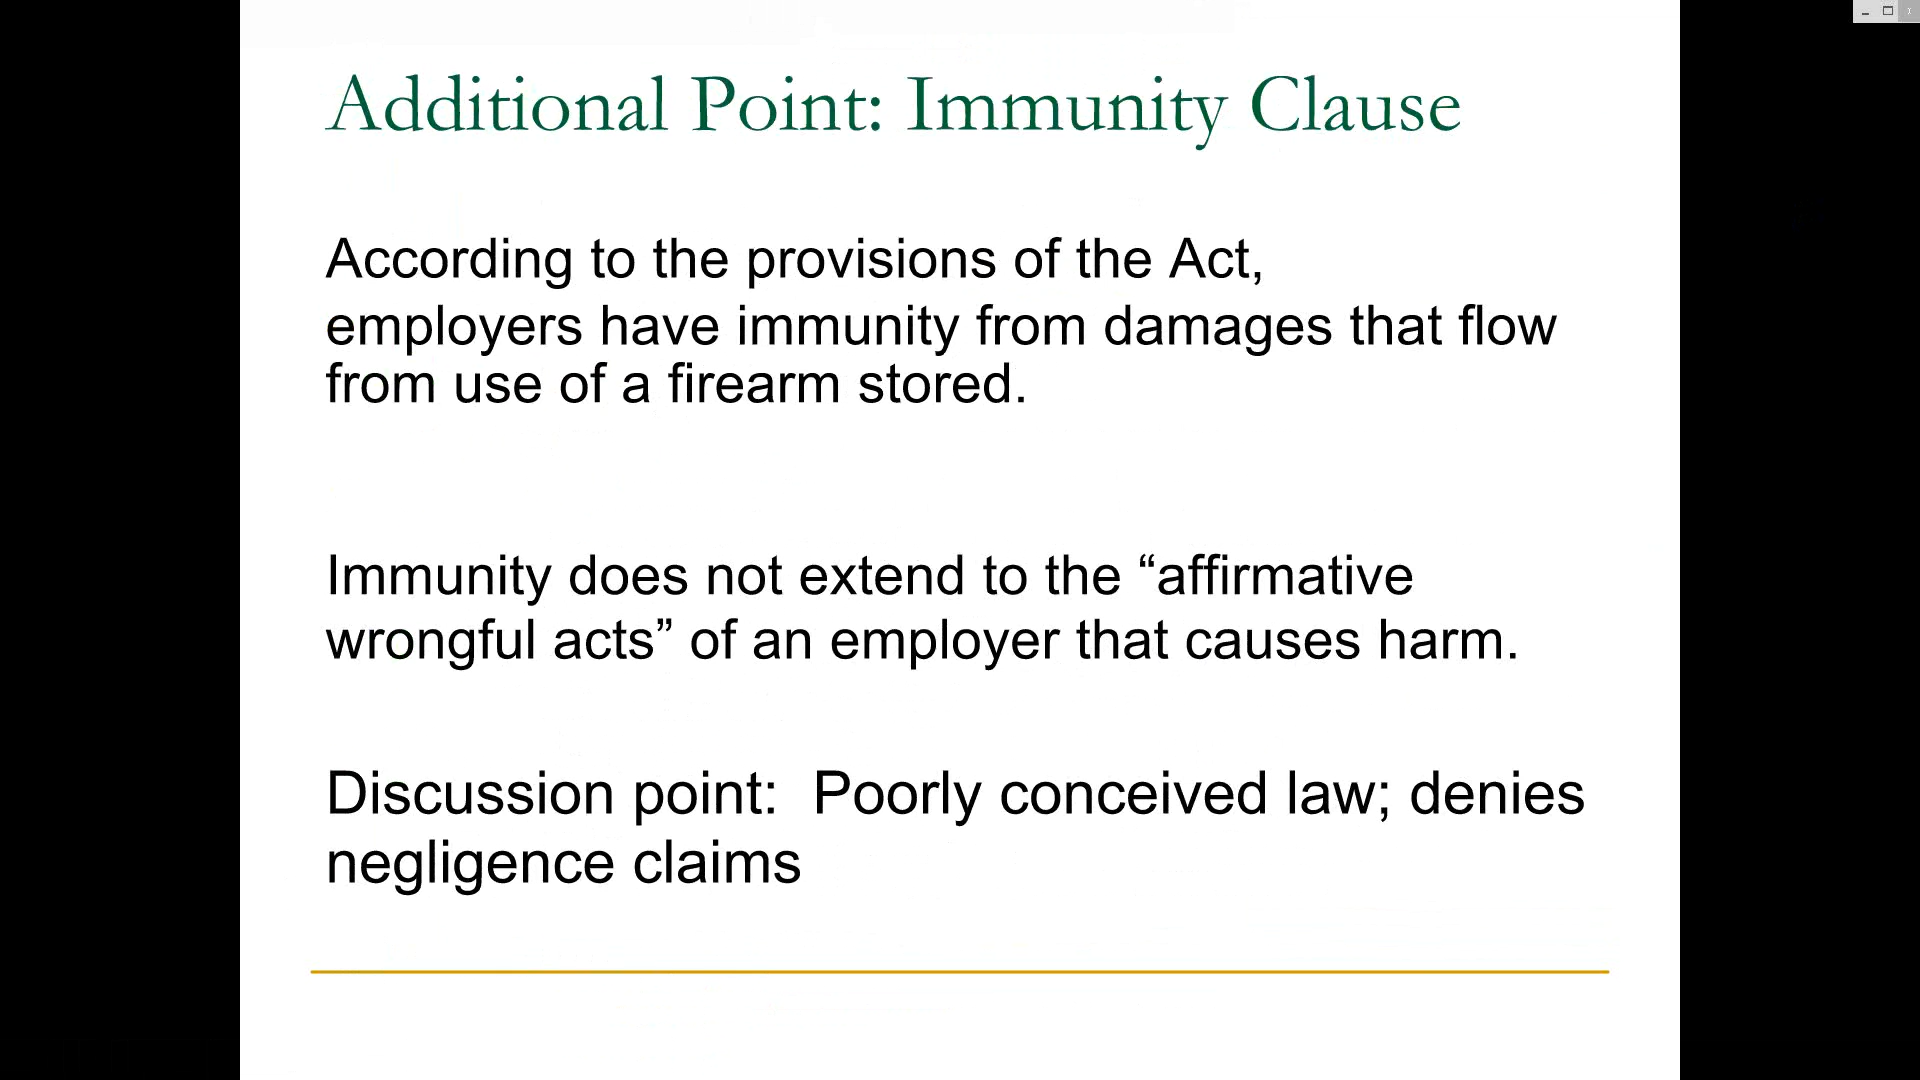 Additional Point: Immunity Clause
According to the provisions of the Act,
employers have immunity from damages that flow
from use of a firearm stored.
Immunity does not extend to the “affirmative
wrongful acts” of an employer that causes harm.
Discussion point:  Poorly conceived law; denies
negligence claims